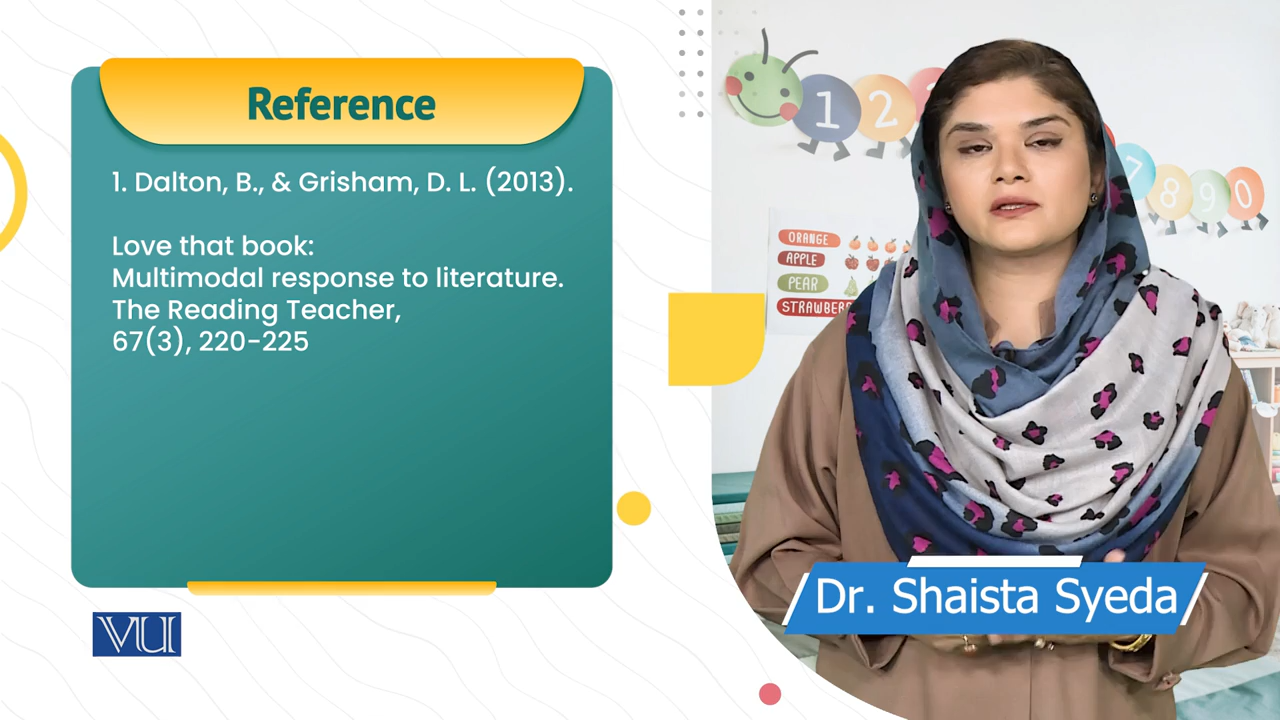 Reference
1. Dalton, B., & Grisham, D. L. (2013).
Love that book:
Multimodal response to literature.
The Reading Teacher,
67(3), 220-225
VU
1 2
7 8 9 0
ORANGE
APPLE
PEAR
STRAWBER
Dr. Shaista Syeda